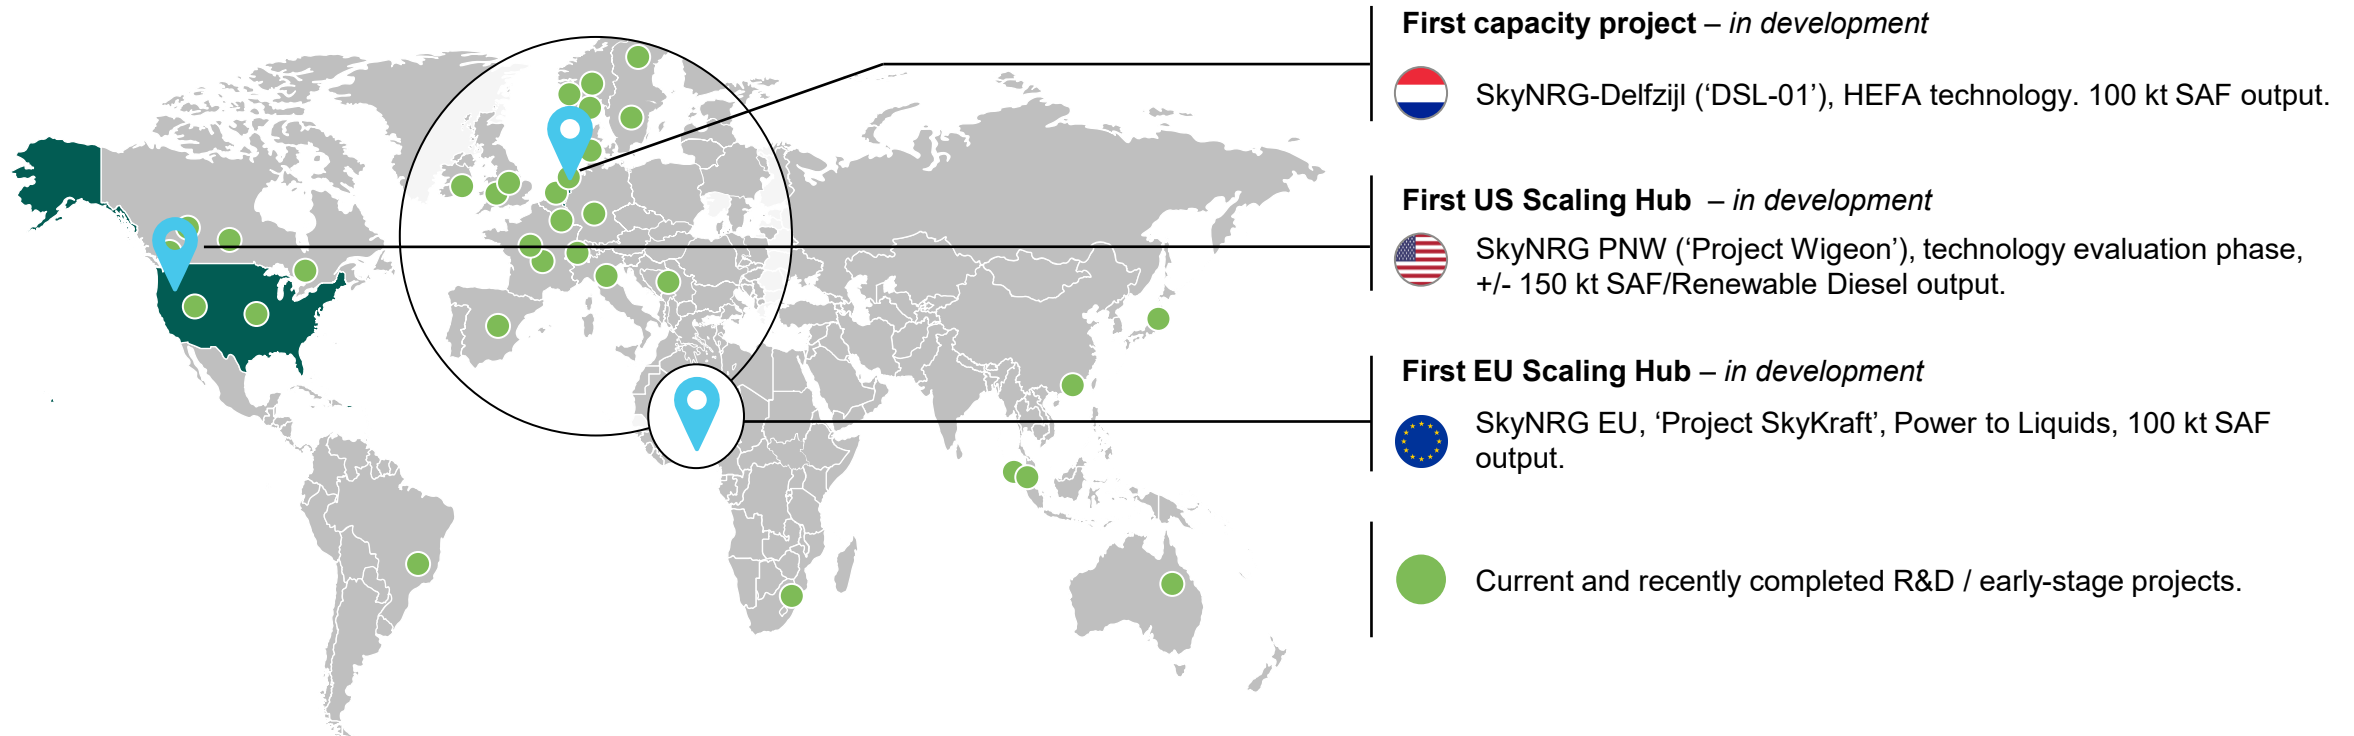 First capacity project – in development
SkyNRG-Delfzijl (‘DSL-01’), HEFA technology. 100 kt SAF output.
First US Scaling Hub – in development
SkyNRG PNW (‘Project Wigeon’), technology evaluation phase,
+/- 150 kt SAF/Renewable Diesel output.
First EU Scaling Hub – in development
SkyNRG EU, ‘Project SkyKraft’, Power to Liquids, 100 kt SAF
output.
Current and recently completed R&D / early-stage projects.